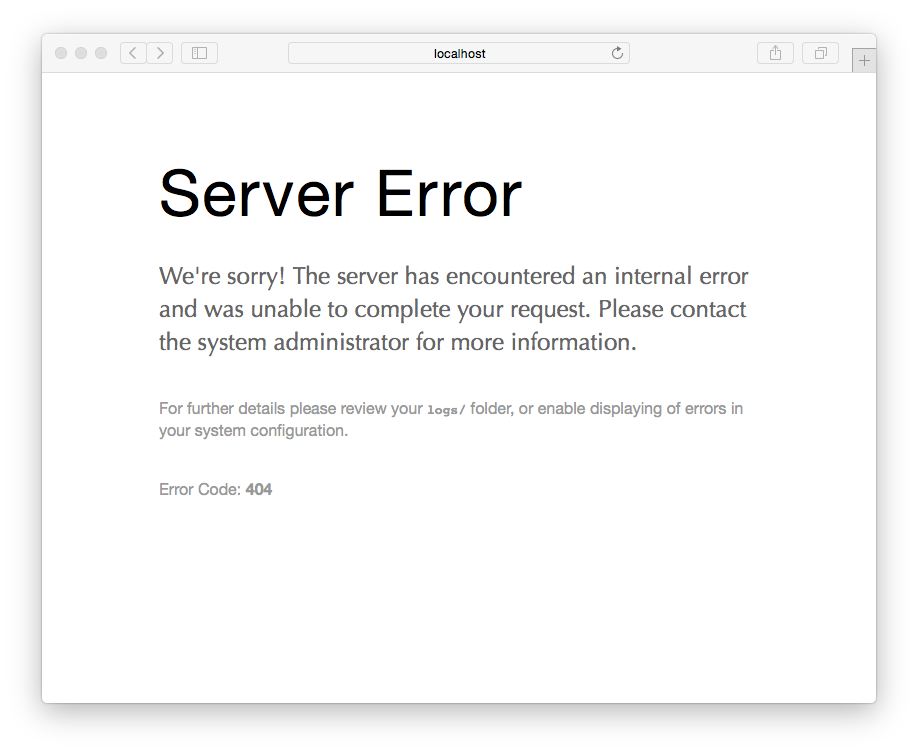 localhost
Server Error
We're sorry! The server has encountered an internal error
and was unable to complete your request. Please contact
the system administrator for more information.
For further details please review your logs/ folder, or enable displaying of errors in
your system configuration.
Error Code: 404